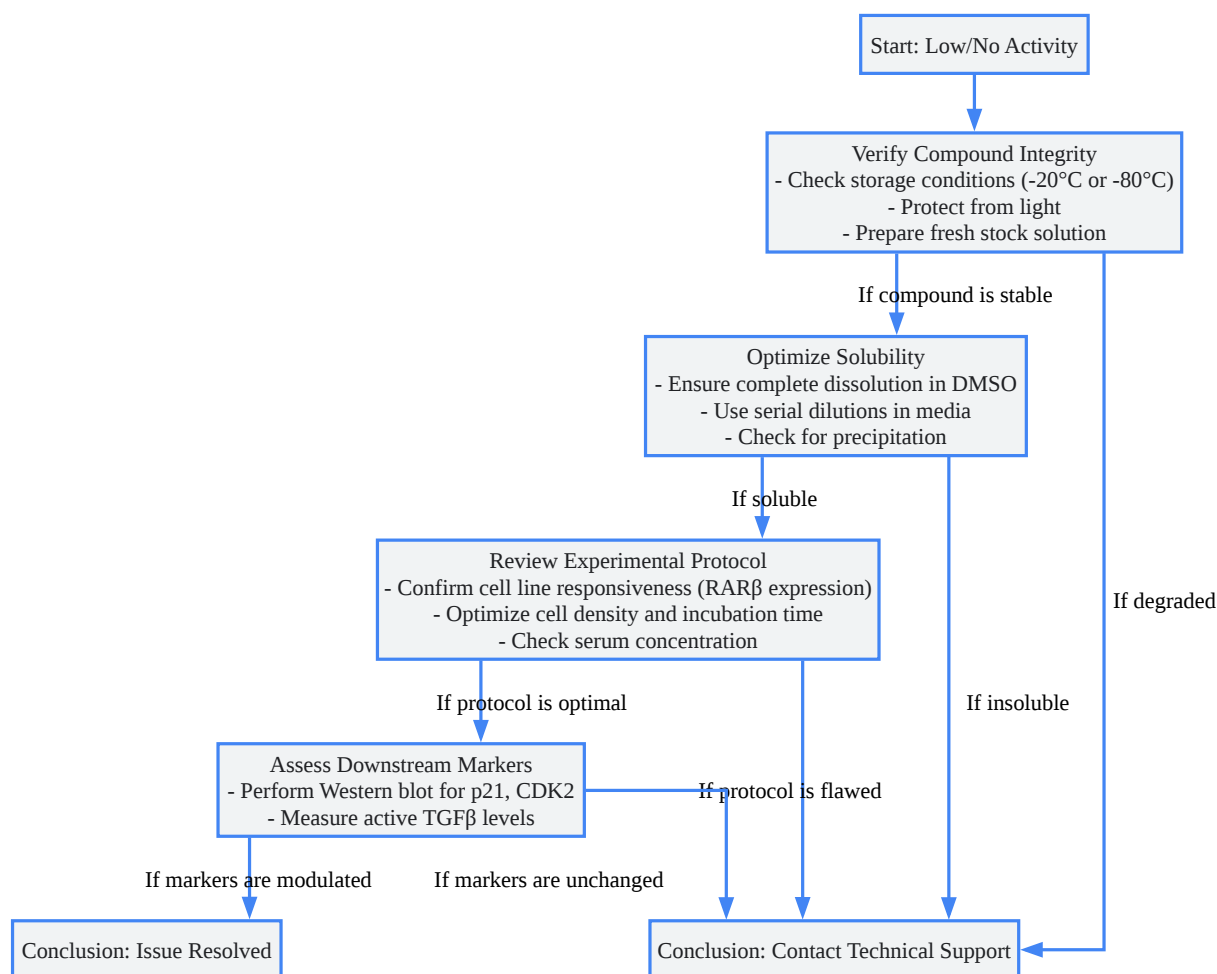 Start: Low/No Activity
Verify Compound Integrity
- Check storage conditions (-20°C or -80°C)
- Protect from light
- Prepare fresh stock solution
If compound is stable
Optimize Solubility
- Ensure complete dissolution in DMSO
- Use serial dilutions in media
- Check for precipitation
If soluble
Review Experimental Protocol
- Confirm cell line responsiveness (RARβ expression)
- Optimize cell density and incubation time
- Check serum concentration
If degraded
If protocol is optimal
If insoluble
Assess Downstream Markers
- Perform Western blot for p21, CDK2
- Measure active TGFβ levels
If protocol is flawed
If markers are modulated
If markers are unchanged
Conclusion: Issue Resolved
Conclusion: Contact Technical Support